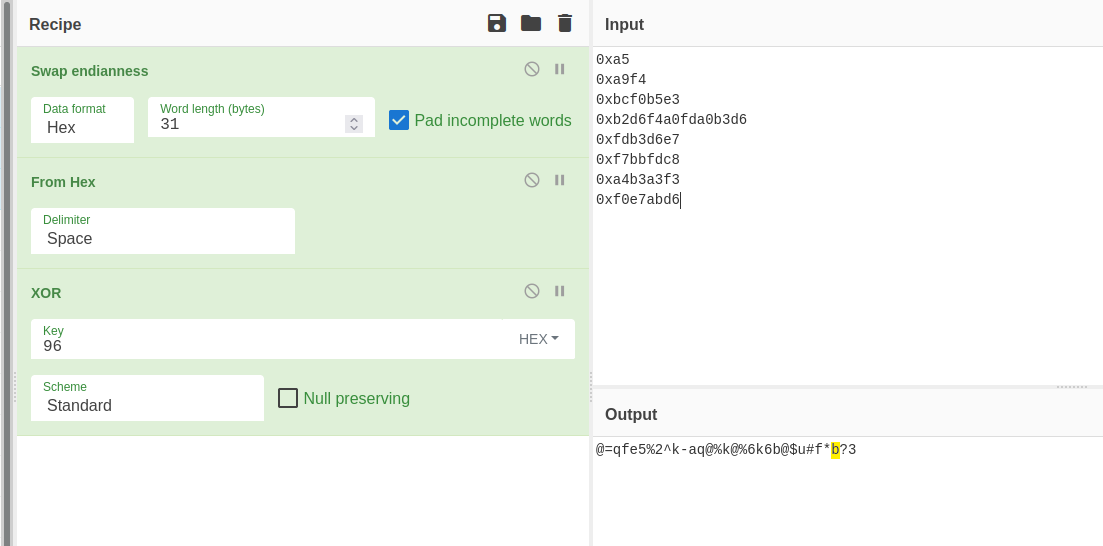 Recipe
Swap endianness
Data format
Hex
Word length (bytes)
31
Pad incomplete words
From Hex
Delimiter
Space
XOR
Key
96
HEX
Scheme
Standard
Null preserving
Input
0xa5
0xa9f4
0xbcf0b5e3
0xb2d6f4a0fda0b3d6
0xfdb3d6e7
0xf7bbfdc8
0xa4b3a3f3
0xf0e7abd6
Output
@=qfe5%2^k-aq@%k@%6k6b@$u#f*b?3